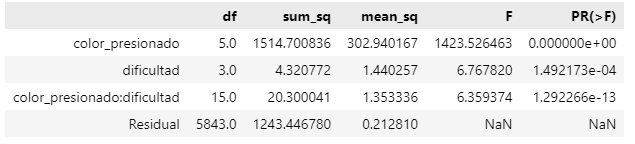 df sum_sq mean_sq F PR(>F)
color_presionado 5.0 1514.700836 302.940167 1423.526463 0.000000e+00
dificultad 3.0 4.320772 1.440257 6.767820 1.492173e-04
color_presionado:dificultad 15.0 20.300041 1.353336 6.359374 1.292266e-13
Residual 5843.0 1243.446780 0.212810 NaN NaN